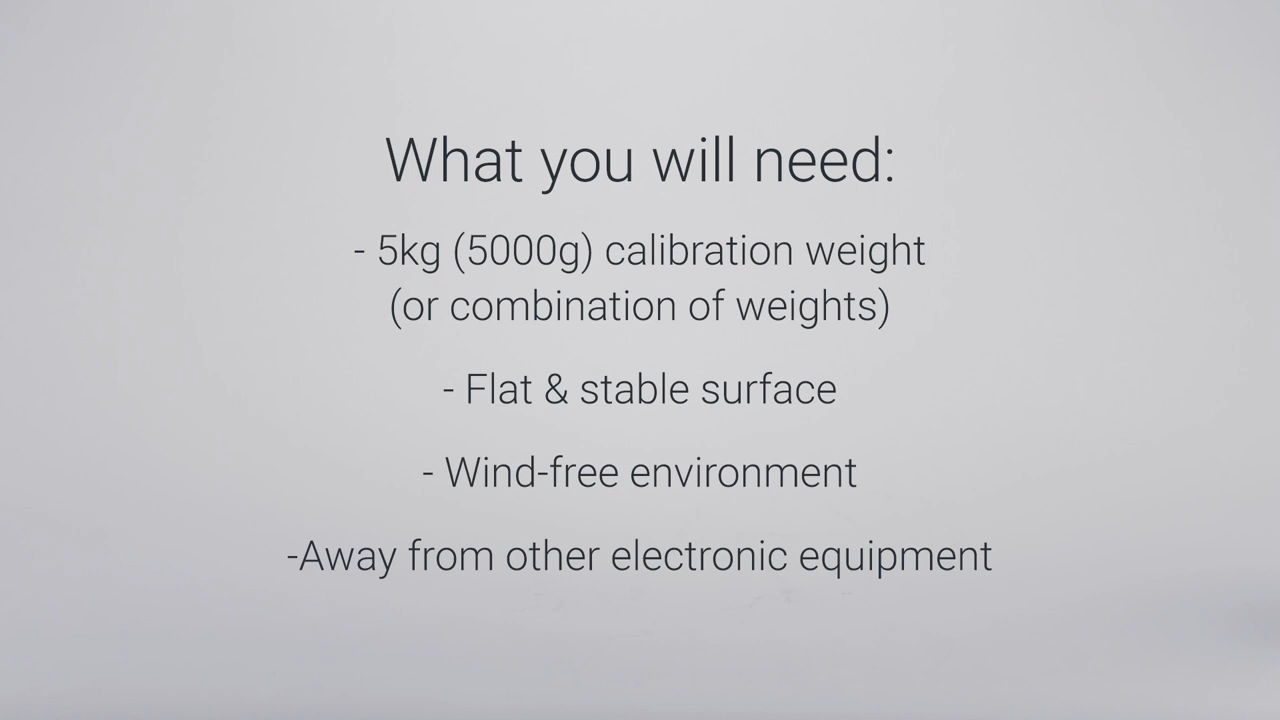 What you will need:
- 5kg (5000g) calibration weight
(or combination of weights)
- Flat & stable surface
- Wind-free environment
-Away from other electronic equipment